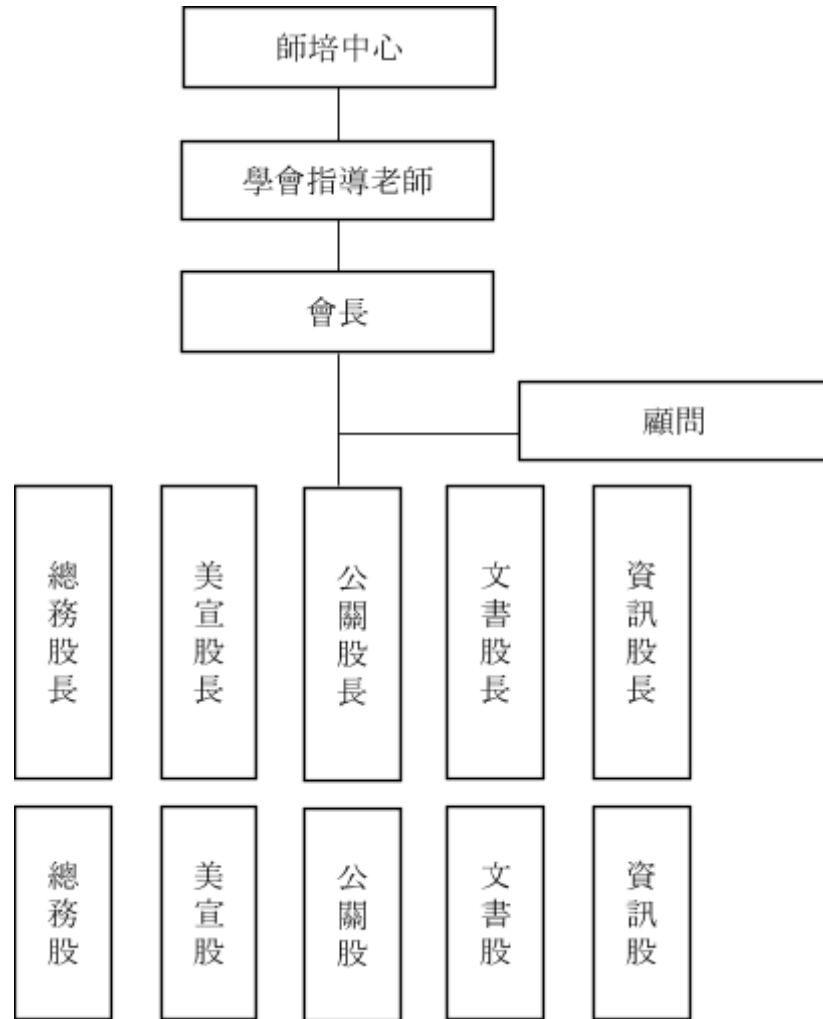 師培中心
學會指導老師
會長
顧問
總務股長
美宣股長
公關股長
文書股長
資訊股長
總務股
美宣股
公關股
文書股
資訊股